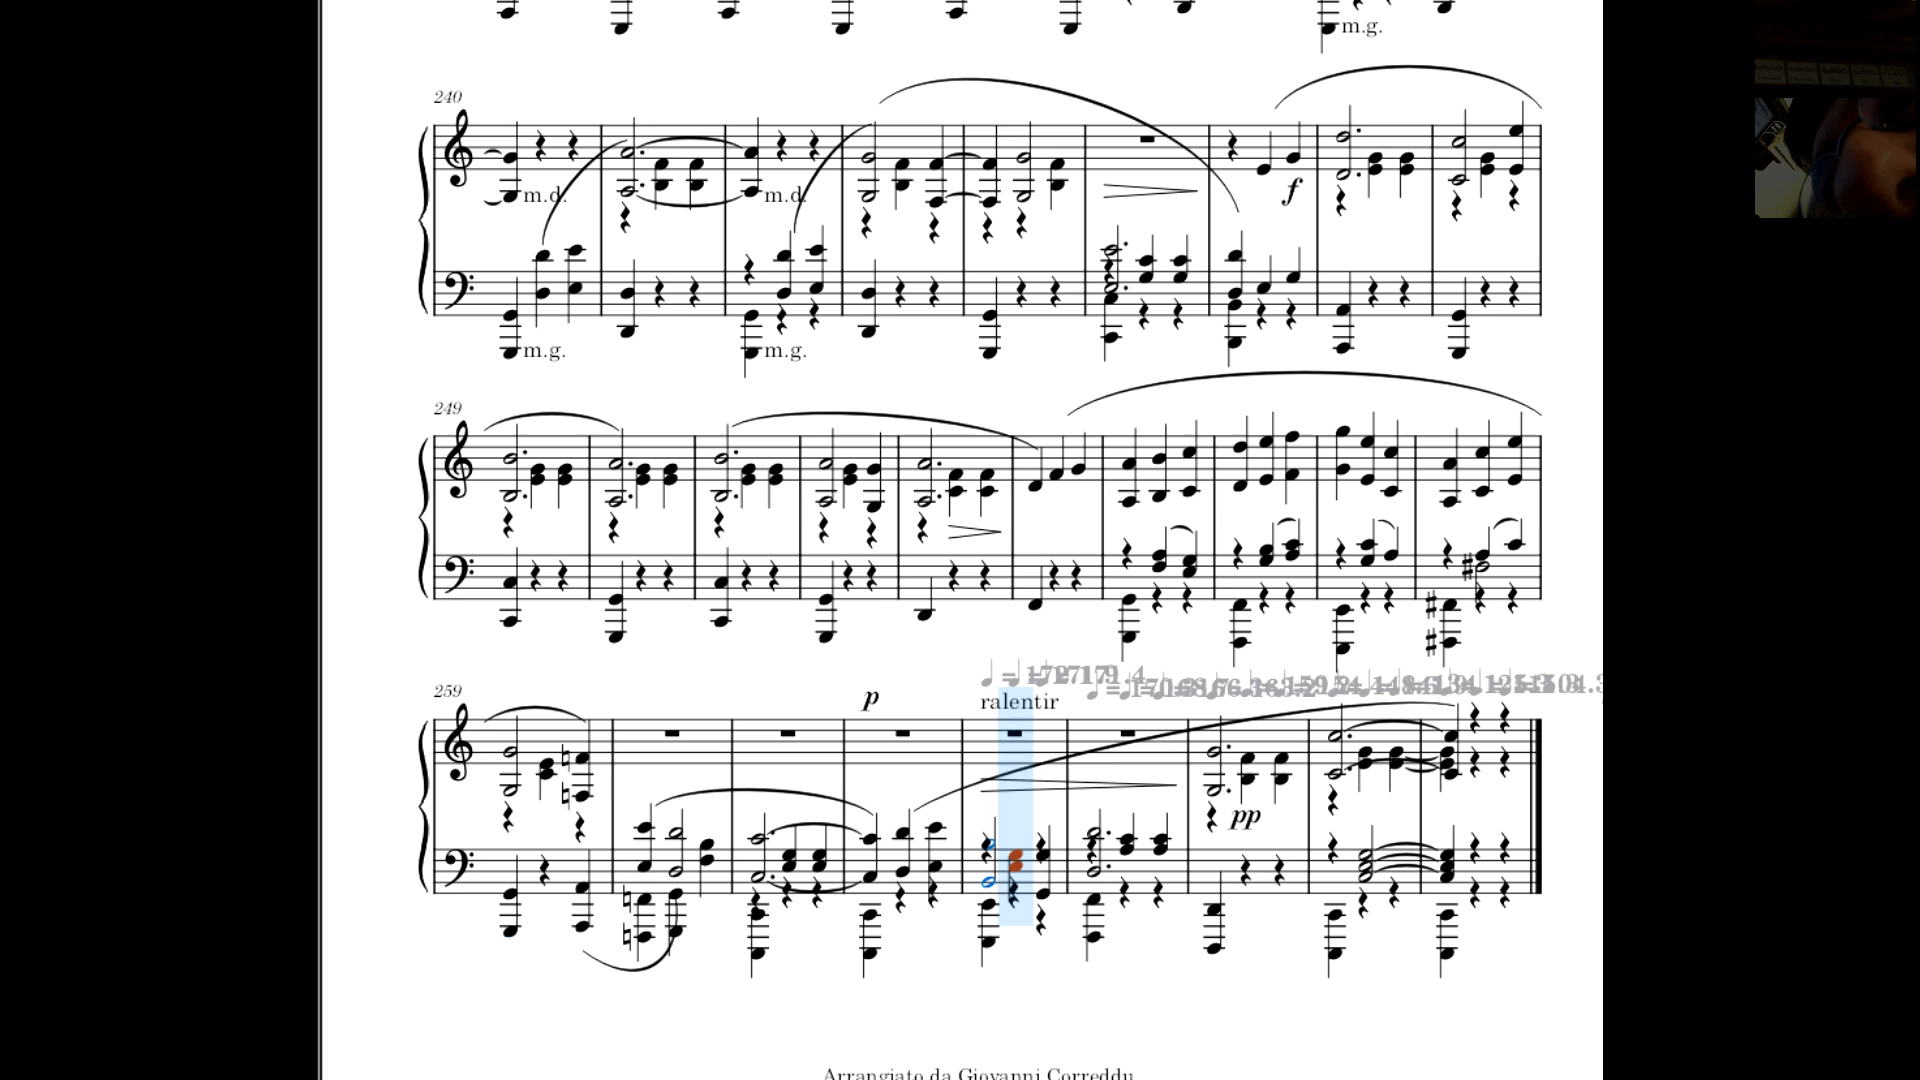 m.g.
240
m.d. m.d.
f
m.g. m.g.
249
259
p
ralentir
pp
Arrangiato da Giovanni Correddu